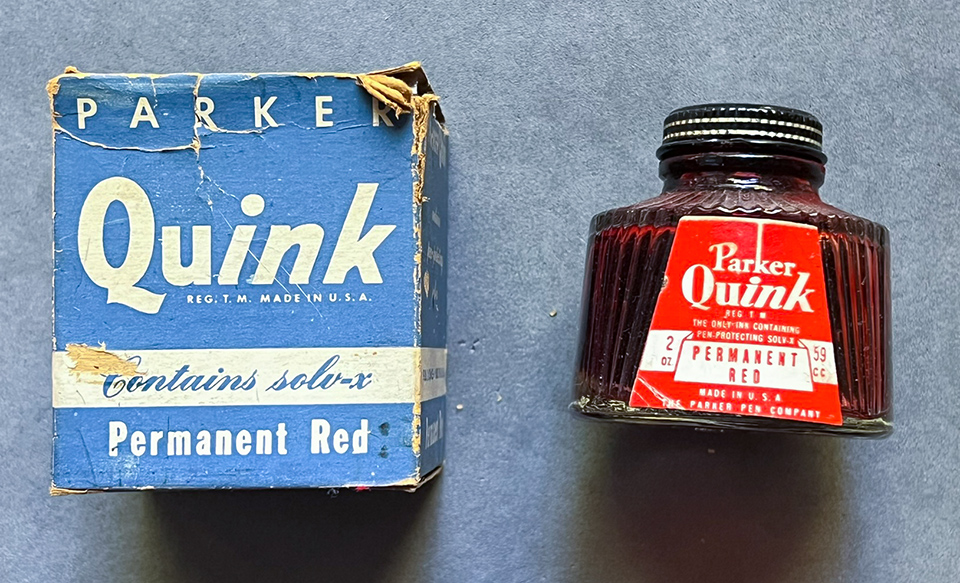 PARKER
Quink
REG. T. M. MADE IN U. S. A.
Contains solv-x
Permanent Red
Parker
Quink
REG T M
THE ONLY INK CONTAINING
PEN-PROTECTING SOLV-X
2
OZ
PERMANENT
RED
59
CC
MADE IN U. S. A
THE PARKER PEN COMPANY